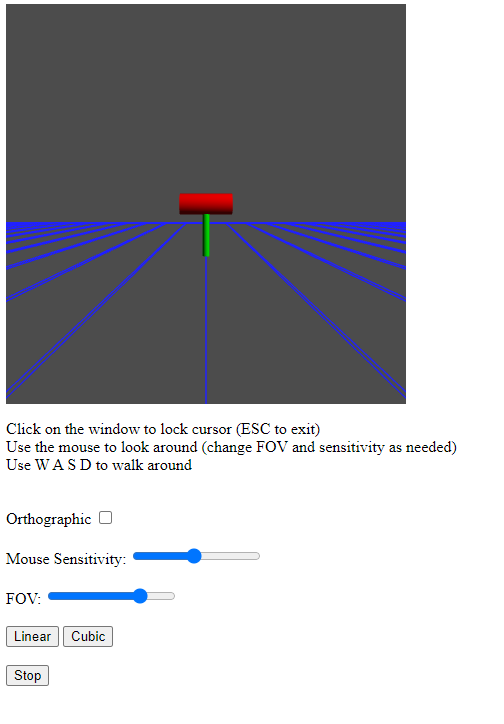 Click on the window to lock cursor (ESC to exit)
Use the mouse to look around (change FOV and sensitivity as needed)
Use W A S D to walk around
Orthographic
Mouse Sensitivity:
FOV:
Linear Cubic
Stop